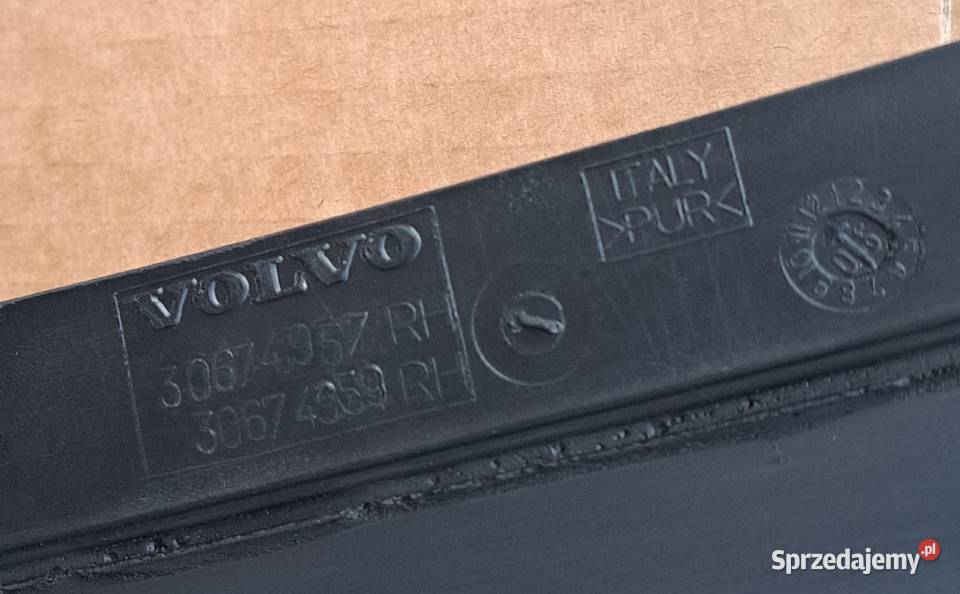 VOLVO
30674957 RH
30674959 RH
ITALY
>PUR<
Sprzedajemy.pl